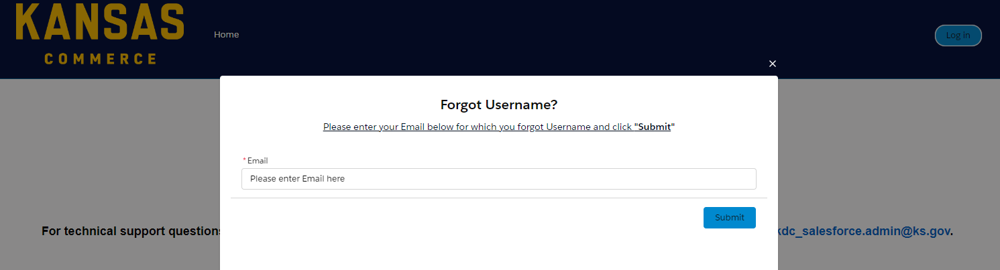 KANSAS
COMMERCE
Home
Log in
×
Forgot Username?
Please enter your Email below for which you forgot Username and click "Submit"
* Email
Please enter Email here
Submit
For technical support kdc_salesforce.admin@ks.gov.